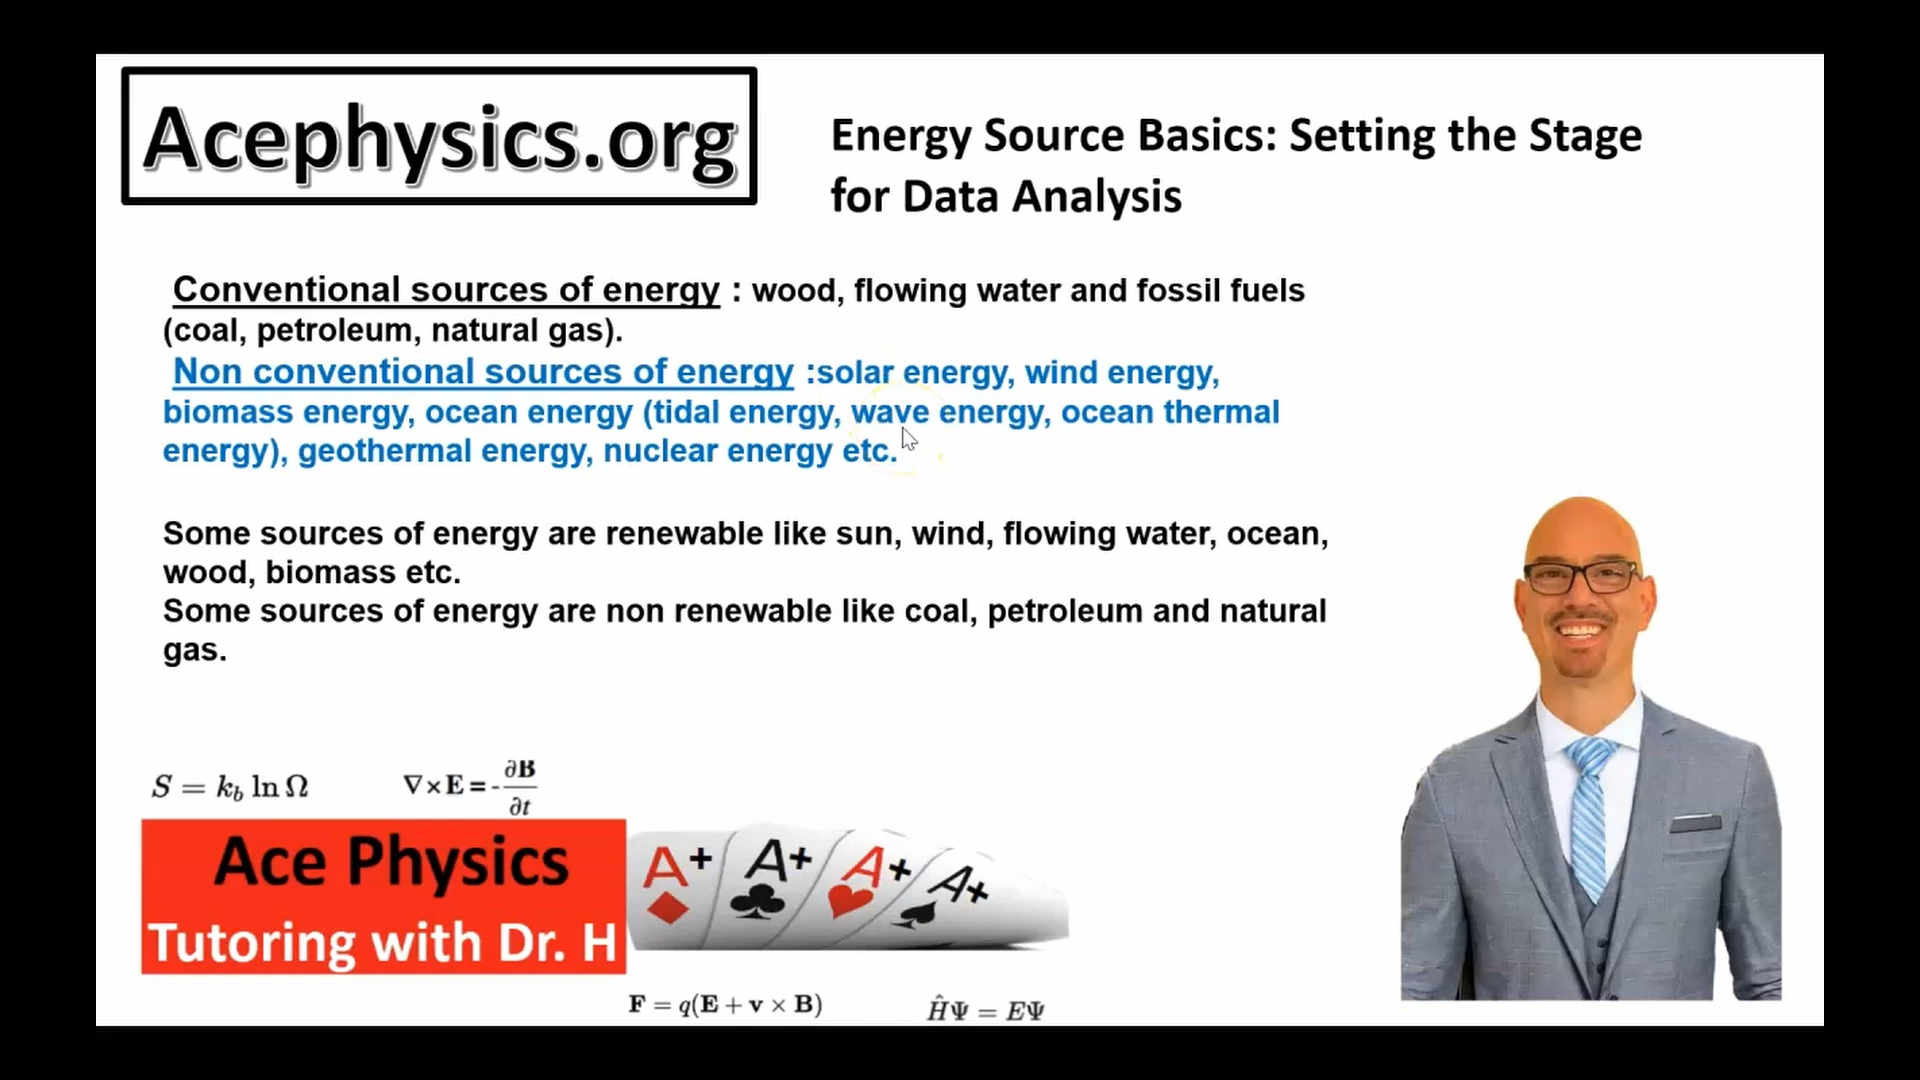 Acephysics.org
Energy Source Basics: Setting the Stage
for Data Analysis
Conventional sources of energy : wood, flowing water and fossil fuels
(coal, petroleum, natural gas).
Non conventional sources of energy :solar energy, wind energy,
biomass energy, ocean energy (tidal energy, wave energy, ocean thermal
energy), geothermal energy, nuclear energy etc.
Some sources of energy are renewable like sun, wind, flowing water, ocean,
wood, biomass etc.
Some sources of energy are non renewable like coal, petroleum and natural
gas.
S = k_b ln Ω
∇×E = -∂B/∂t
Ace Physics
Tutoring with Dr. H
A+ A+ A+ A+
F = q(E + v × B)
ĤΨ = EΨ